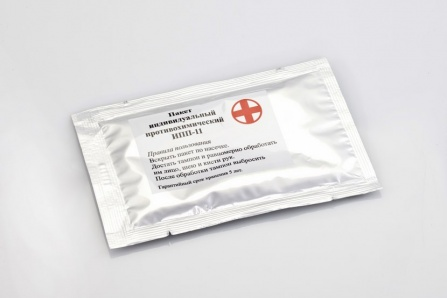 Пакет
индивидуальный
противохимический
ИПП-11
Правила пользования
Вскрыть пакет по насечке.
Достать тампон и равномерно обработать
им лицо, шею и кисти рук.
После обработки тампон выбросить
Гарантийный срок хранения 5 лет.